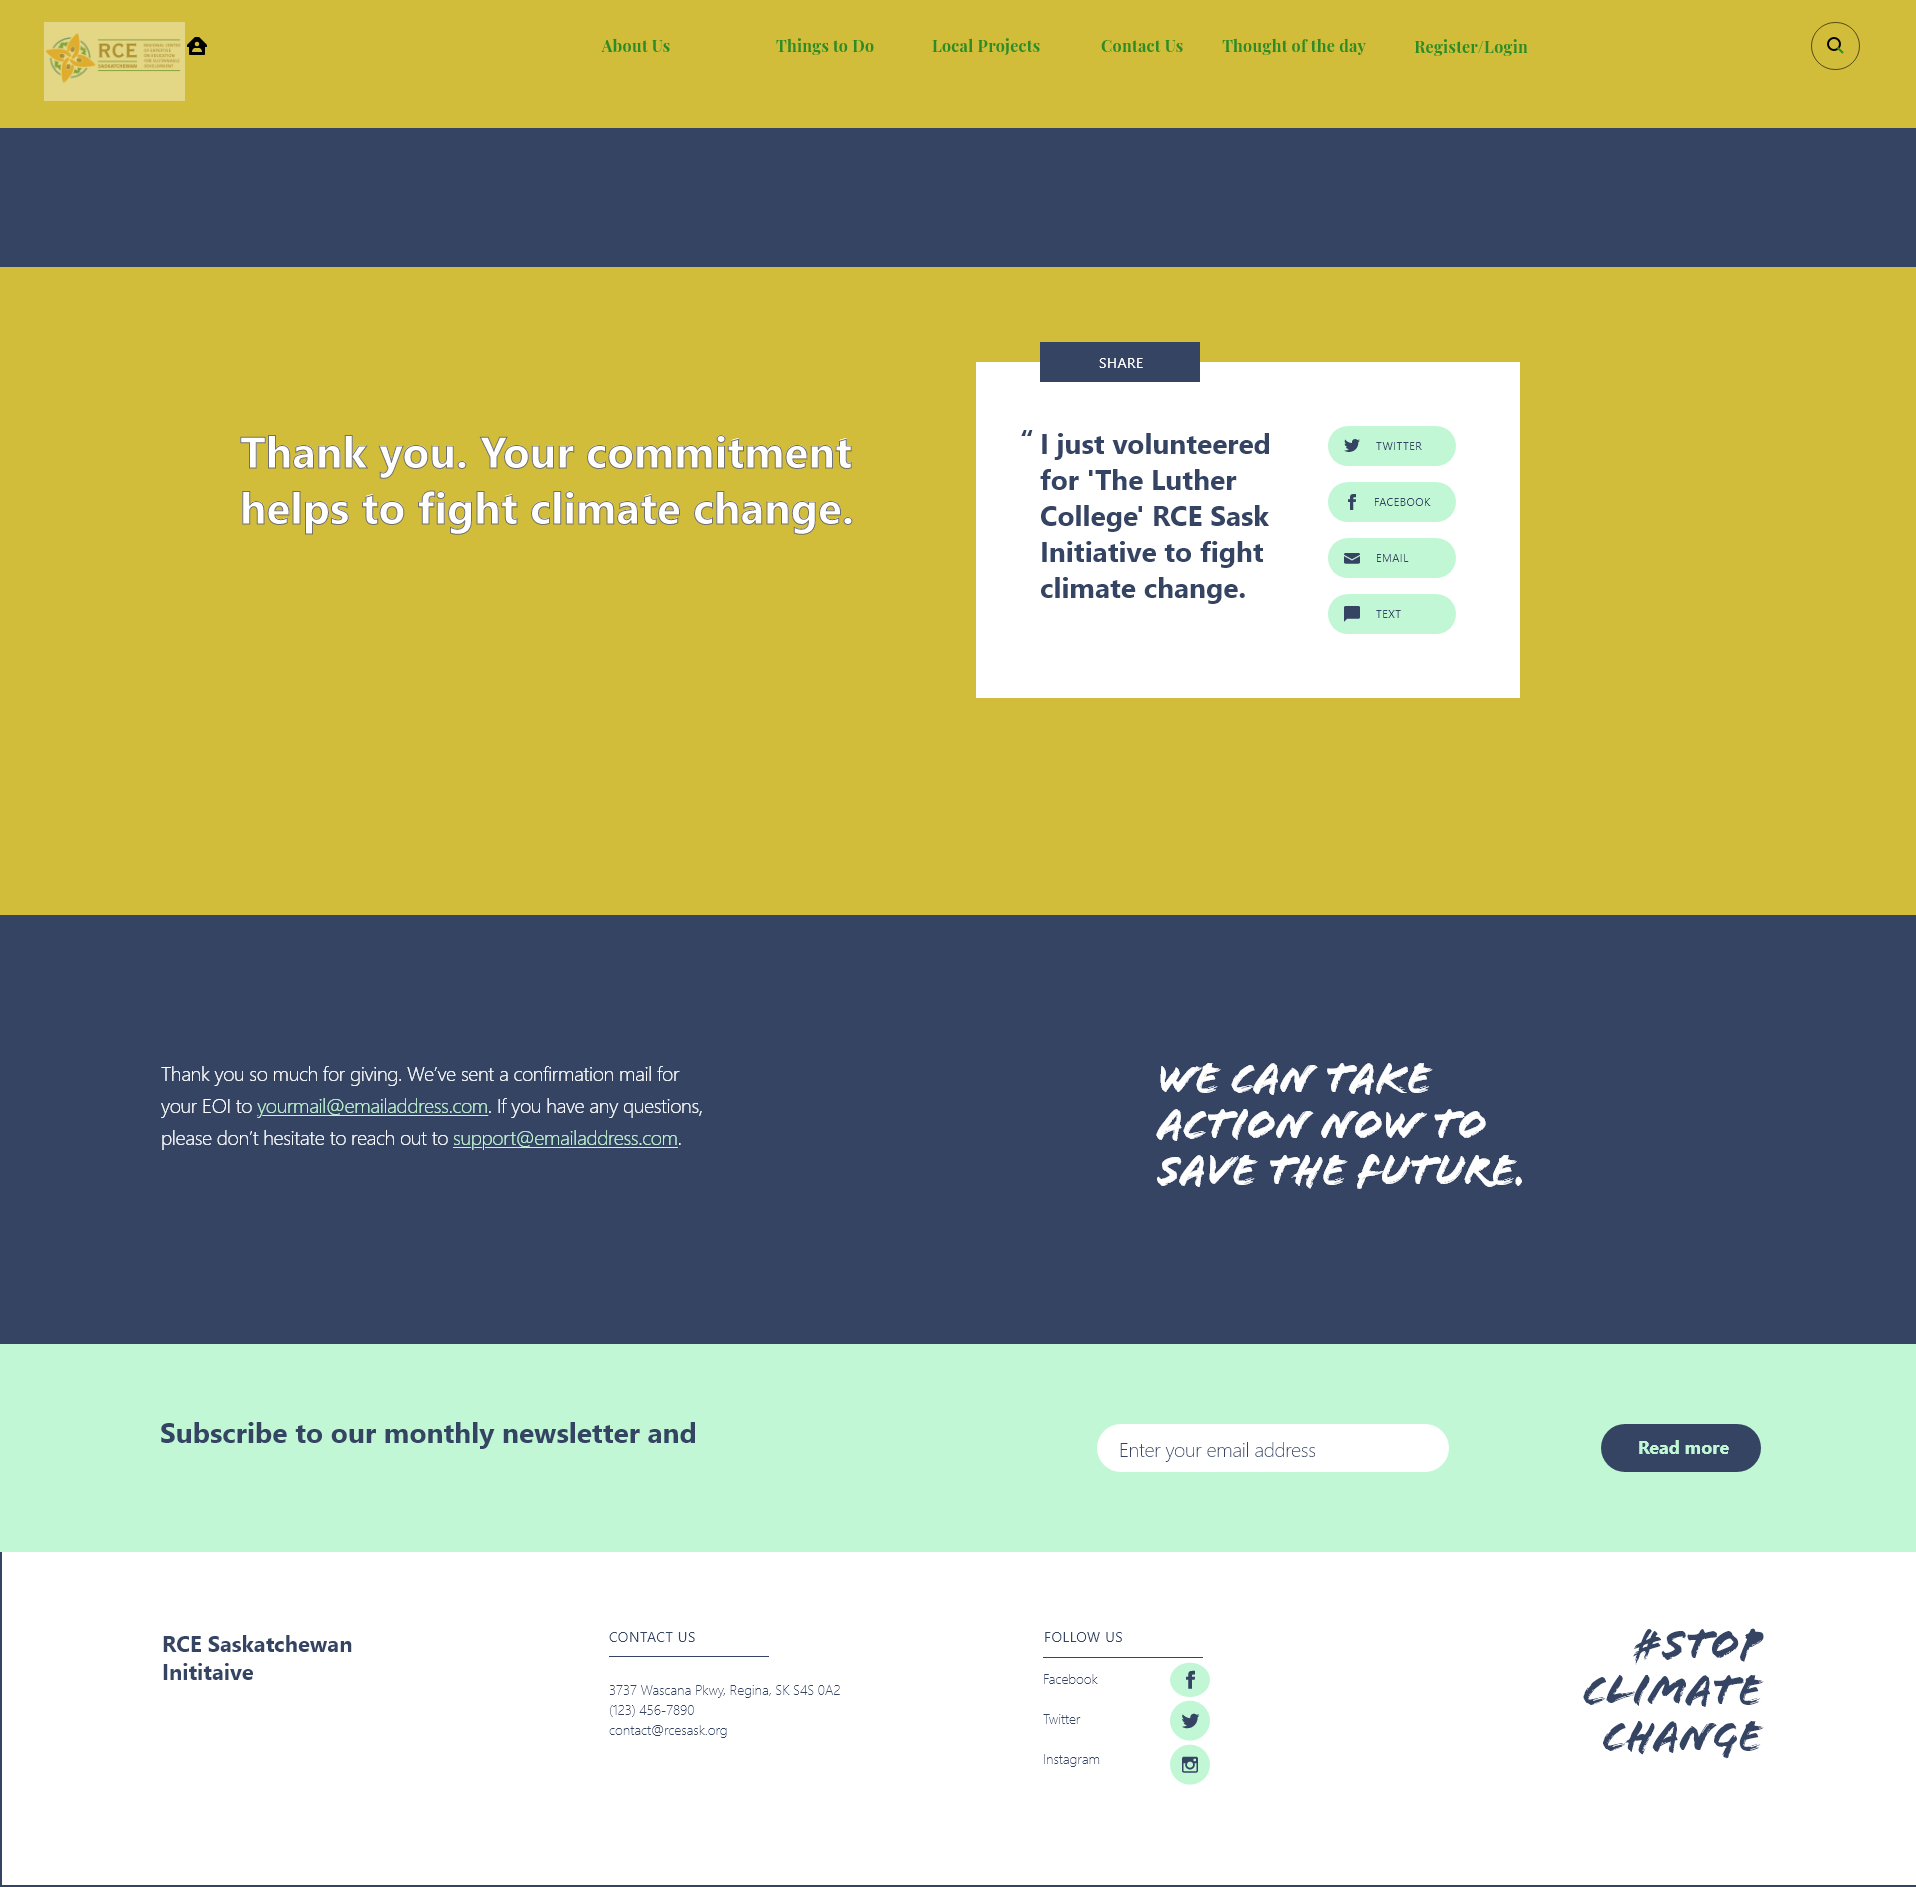 RCE
SASKATCHEWAN
About Us
Things to Do
Local Projects
Contact Us
Thought of the day
Register/Login
SHARE
Thank you. Your commitment
helps to fight climate change.
“ I just volunteered
for 'The Luther
College' RCE Sask
Initiative to fight
climate change.
TWITTER
FACEBOOK
EMAIL
TEXT
Thank you so much for giving. We’ve sent a confirmation mail for
your EOI to yourmail@emailaddress.com. If you have any questions,
please don’t hesitate to reach out to support@emailaddress.com.
WE CAN TAKE
ACTION NOW TO
SAVE THE FUTURE.
Subscribe to our monthly newsletter and
Enter your email address
Read more
RCE Saskatchewan
Inititaive
CONTACT US
3737 Wascana Pkwy, Regina, SK S4S 0A2
(123) 456-7890
contact@rcesask.org
FOLLOW US
Facebook
Twitter
Instagram
#STOP
CLIMATE
CHANGE